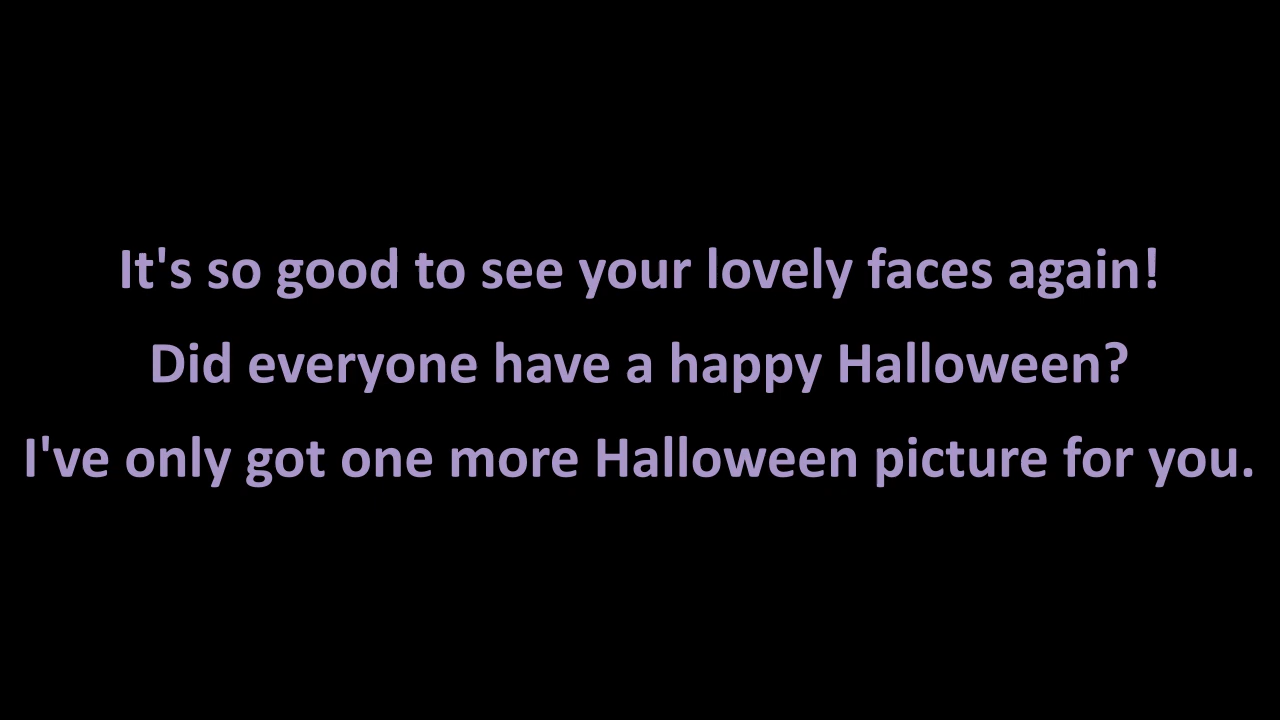 It's so good to see your lovely faces again!
Did everyone have a happy Halloween?
I've only got one more Halloween picture for you.